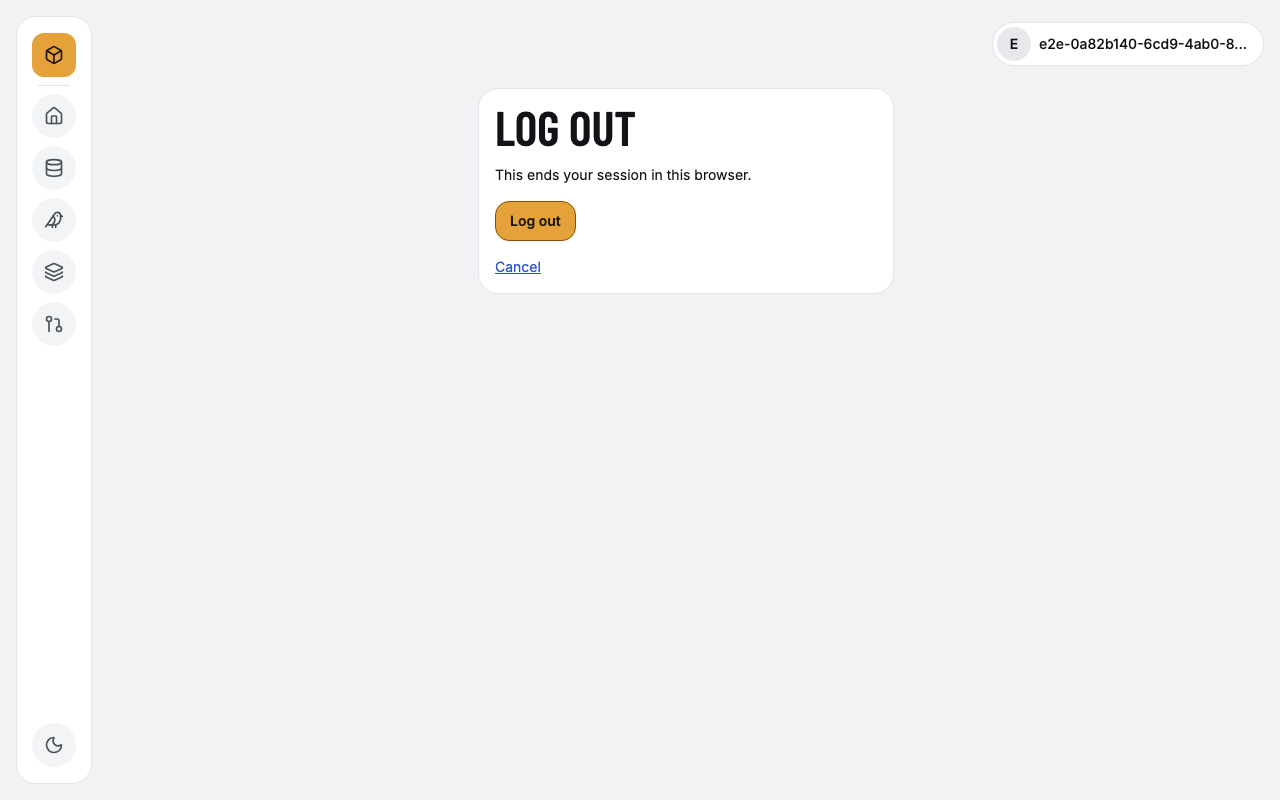 E
e2e-0a82b140-6cd9-4ab0-8...
LOG OUT
This ends your session in this browser.
Log out
Cancel